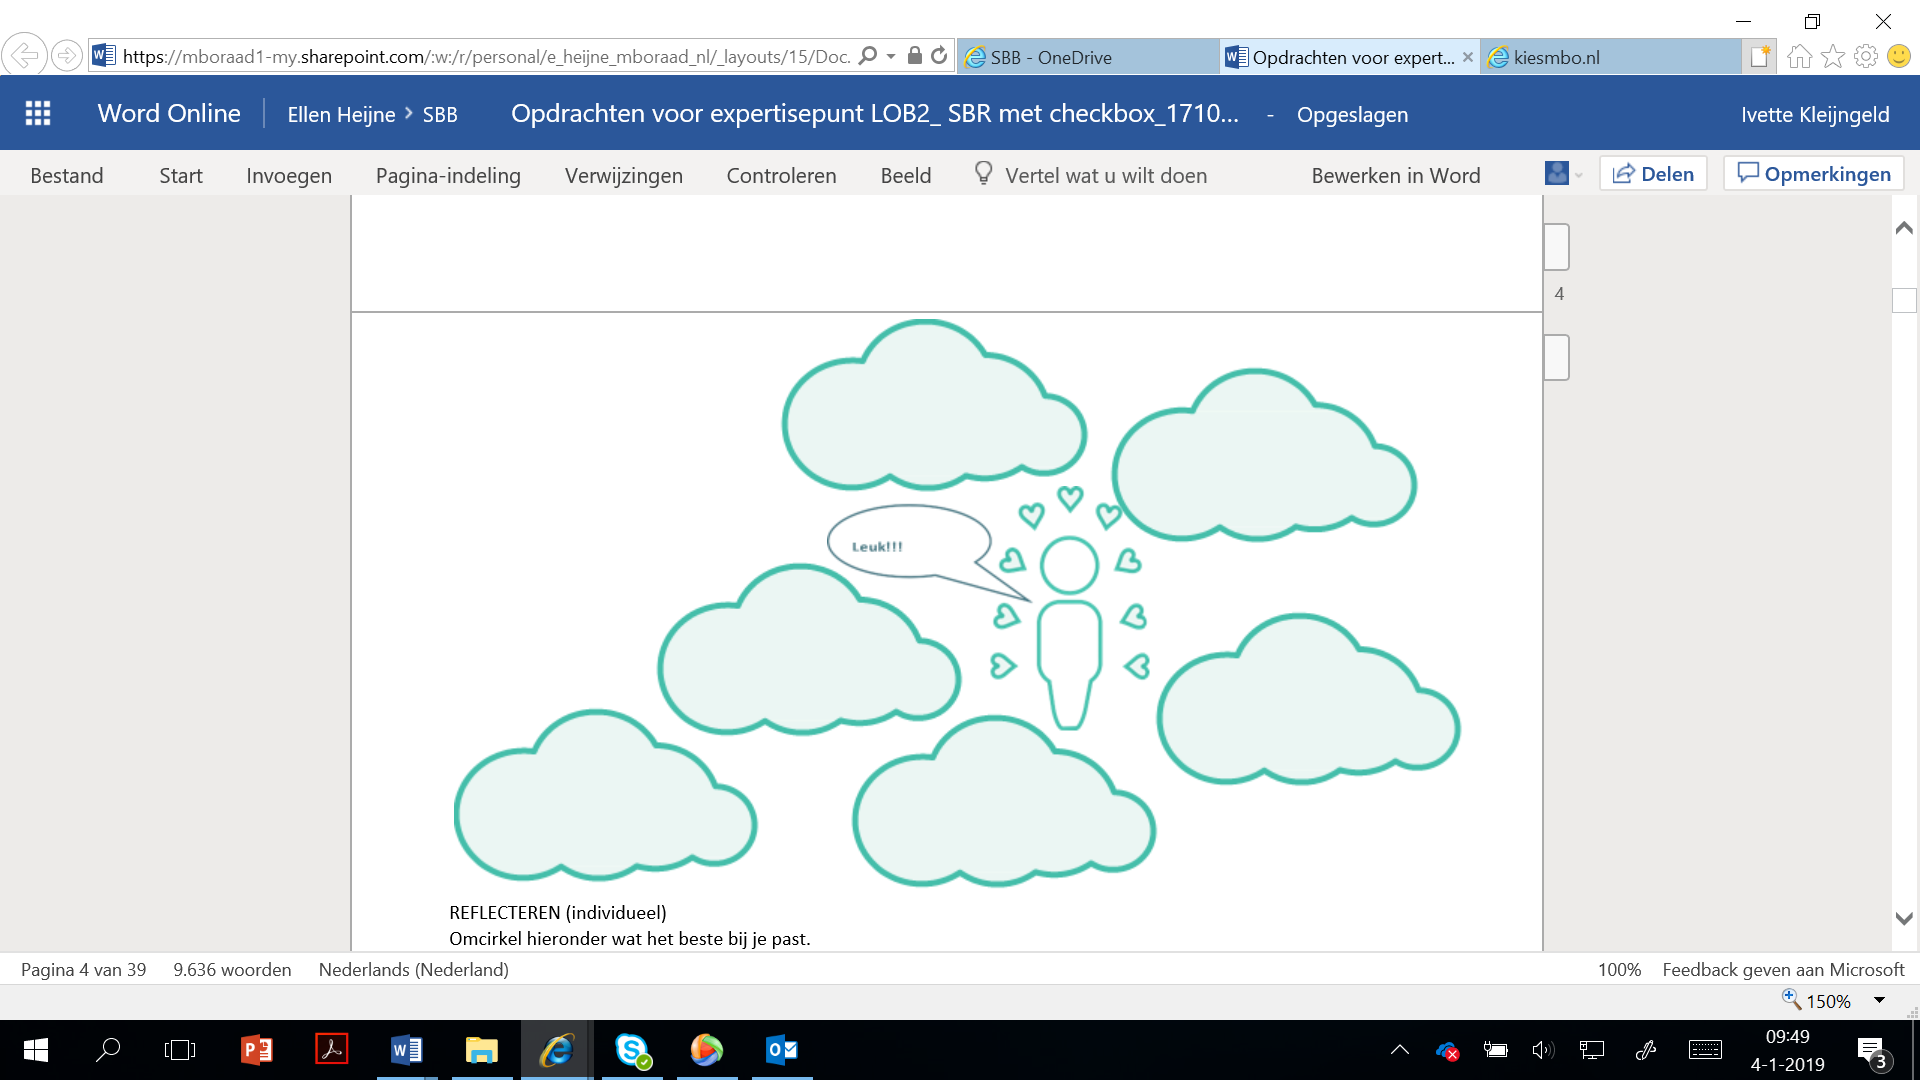 https://mboraad1-my.sharepoint.com/:w:/r/personal/e_heijne_mboraad_nl/_layouts/15/Doc.
SBB - OneDrive
Opdrachten voor expert...
kiesmbo.nl
Word Online
Ellen Heijne > SBB
Opdrachten voor expertisepunt LOB2_ SBR met checkbox_1710... - Opgeslagen
Ivette Kleijngeld
Bestand Start Invoegen Pagina-indeling Verwijzingen Controleren Beeld Vertel wat u wilt doen Bewerken in Word Delen Opmerkingen
4
Leuk!!!
REFLECTEREN (individueel)
Omcirkel hieronder wat het beste bij je past.
Pagina 4 van 39 9.636 woorden Nederlands (Nederland) 100% Feedback geven aan Microsoft
150%
09:49
4-1-2019
3